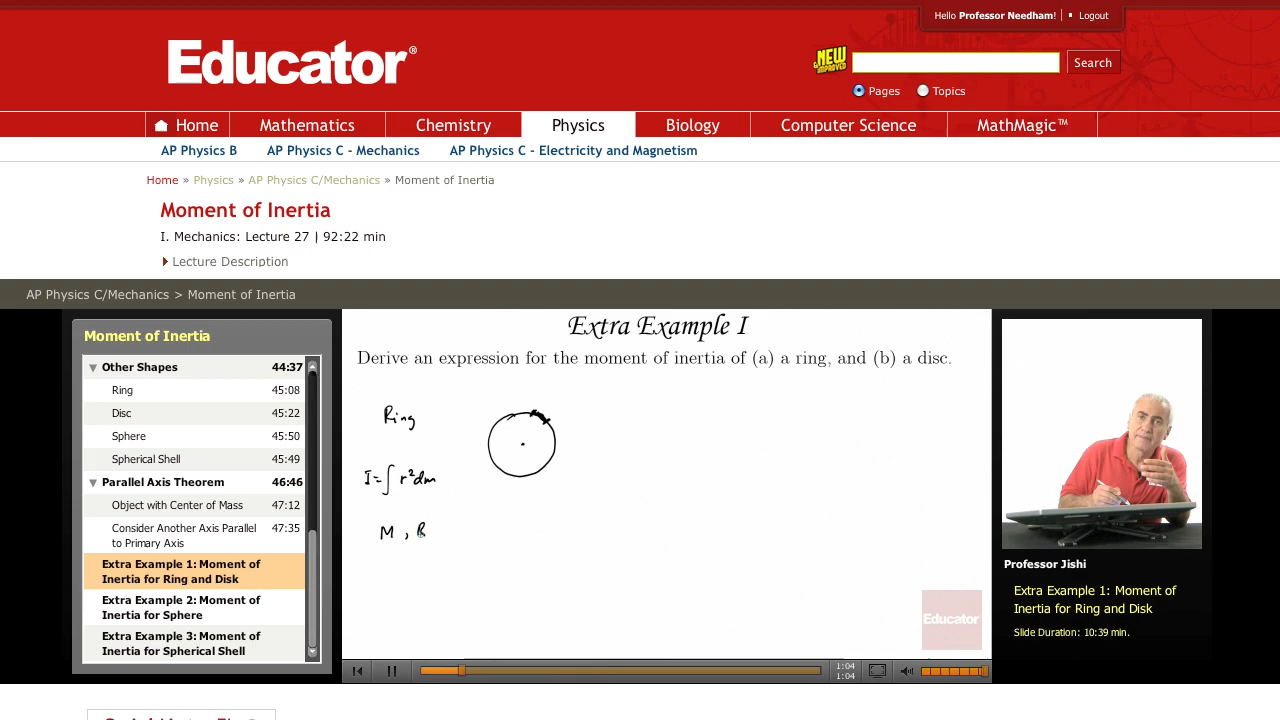 Hello Professor Needham! Logout
Educator®
NEW
& IMPROVED
Search
Pages Topics
Home Mathematics Chemistry Physics Biology Computer Science MathMagic™
AP Physics B AP Physics C - Mechanics AP Physics C - Electricity and Magnetism
Home » Physics » AP Physics C/Mechanics » Moment of Inertia
Moment of Inertia
I. Mechanics: Lecture 27 | 92:22 min
Lecture Description
AP Physics C/Mechanics > Moment of Inertia
Moment of Inertia
Other Shapes 44:37
Ring 45:08
Disc 45:22
Sphere 45:50
Spherical Shell 45:49
Parallel Axis Theorem 46:46
Object with Center of Mass 47:12
Consider Another Axis Parallel 47:35
to Primary Axis
Extra Example 1: Moment of
Inertia for Ring and Disk
Extra Example 2: Moment of
Inertia for Sphere
Extra Example 3: Moment of
Inertia for Spherical Shell
Extra Example I
Derive an expression for the moment of inertia of (a) a ring, and (b) a disc.
Ring
I=∫ r²dm
M , R
Educator
1:04
1:04
Professor Jishi
Extra Example 1: Moment of
Inertia for Ring and Disk
Slide Duration: 10:39 min.